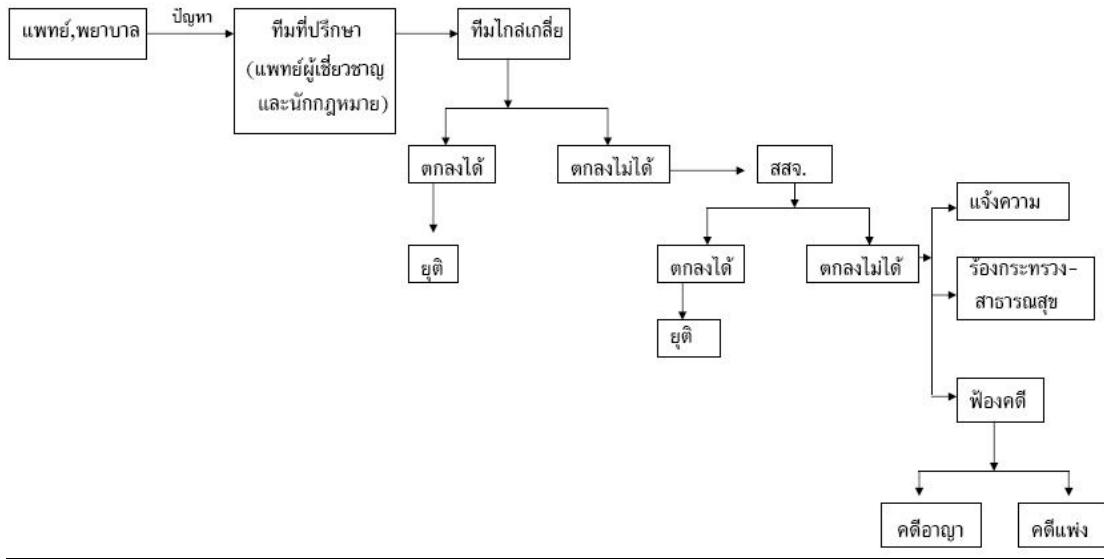 ปัญหา
แพทย์,พยาบาล
ทีมที่ปรึกษา
(แพทย์ผู้เชี่ยวชาญ
และนักกฎหมาย)
ทีมไกล่เกลี่ย
ตกลงได้
ตกลงไม่ได้
สสจ.
ยุติ
ตกลงได้
ตกลงไม่ได้
ยุติ
แจ้งความ
ร้องกระทรวง-
สาธารณสุข
ฟ้องคดี
คดีอาญา
คดีแพ่ง